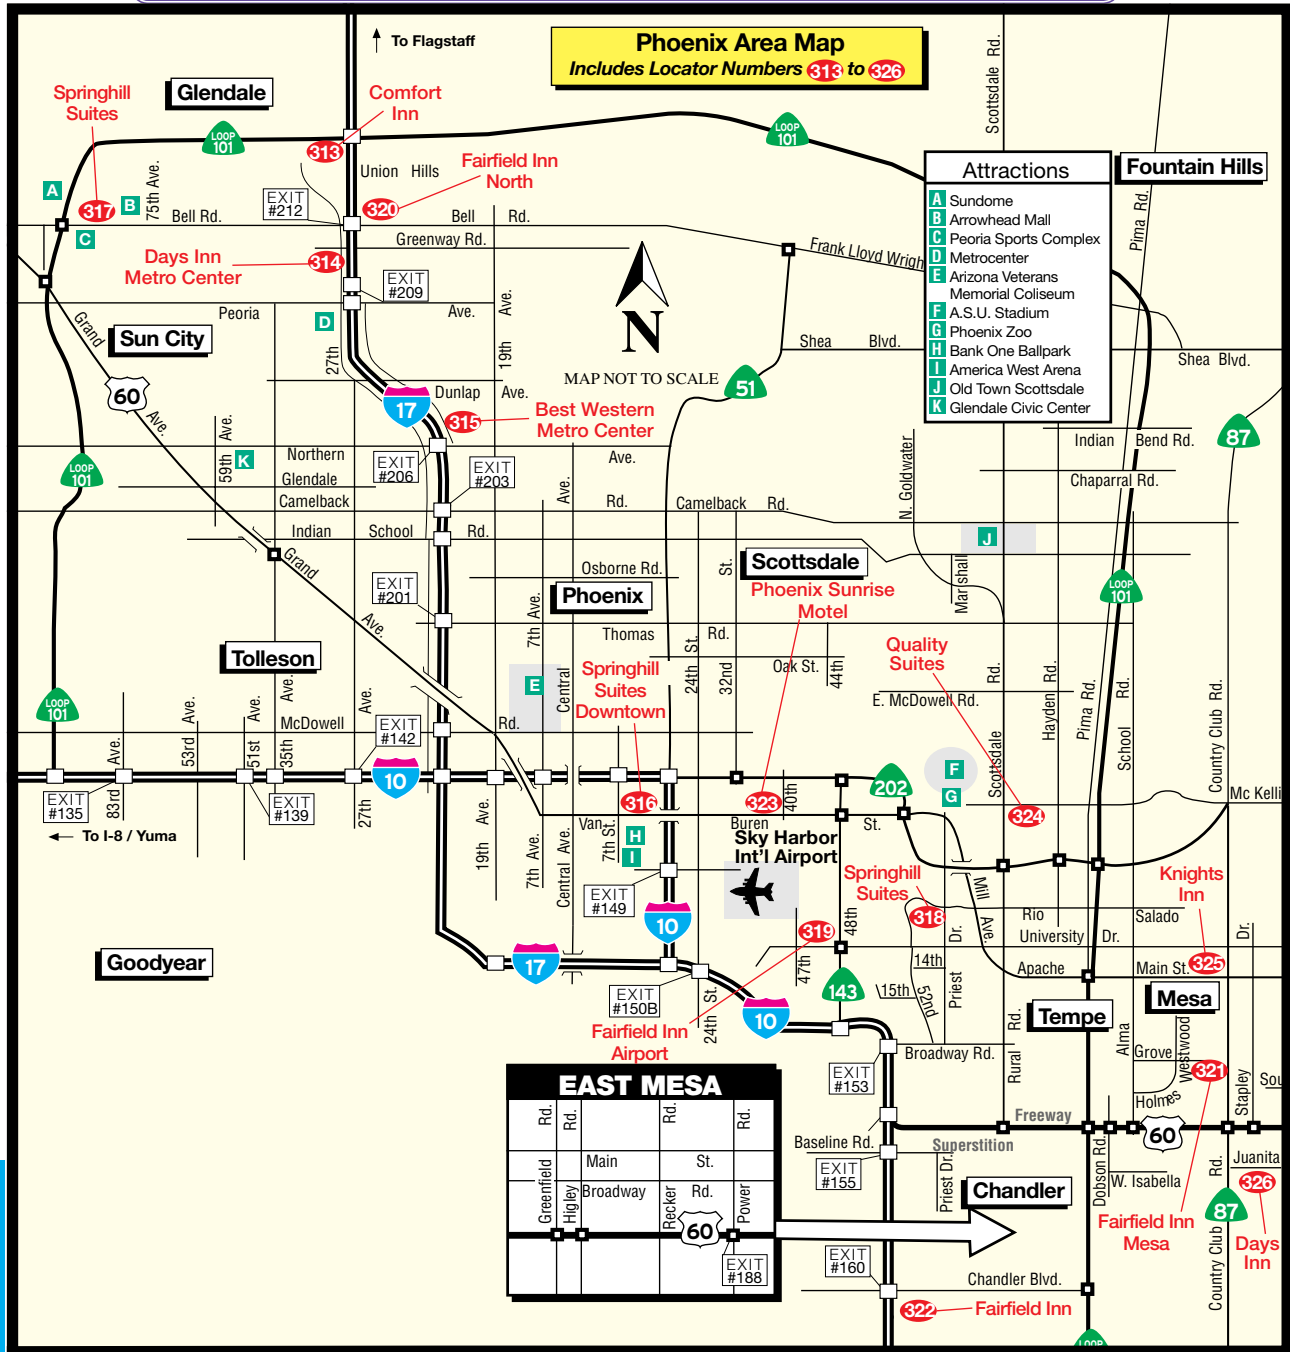 Phoenix Area Map
Includes Locator Numbers 313 to 326
To Flagstaff
Glendale
Springhill
Suites
Comfort
Inn
LOOP
101
LOOP
101
Scottsdale Rd.
313
Union Hills
Fairfield Inn
North
EXIT
#212
320
A
317
B
75th Ave.
C
Bell Rd.
Bell Rd.
Greenway Rd.
Days Inn
Metro Center
314
EXIT
#209
Frank Lloyd Wrigh
Attractions
A Sundome
B Arrowhead Mall
C Peoria Sports Complex
D Metrocenter
E Arizona Veterans
Memorial Coliseum
F A.S.U. Stadium
G Phoenix Zoo
H Bank One Ballpark
I America West Arena
J Old Town Scottsdale
K Glendale Civic Center
Fountain Hills
Pima Rd.
Peoria Ave.
D
27th
19th Ave.
N
MAP NOT TO SCALE
Sun City
Grand Ave.
60
Shea Blvd.
Shea Blvd.
51
Dunlap Ave.
17
315
Best Western
Metro Center
87
Indian Bend Rd.
Chaparral Rd.
N. Goldwater
59th Ave.
K
Northern Ave.
EXIT
#206
EXIT
#203
LOOP
101
Glendale
Camelback Rd.
Camelback Rd.
Indian School Rd.
7th Ave.
Ave.
J
Marshall
Grand Ave.
Osborne Rd.
St.
Scottsdale
Phoenix Sunrise
Motel
EXIT
#201
Phoenix
LOOP
101
Thomas Rd.
Tolleson
Oak St.
24th St.
32nd
44th
Quality
Suites
E. McDowell Rd.
Springhill
Suites
Downtown
E
Central
LOOP
101
McDowell Rd.
EXIT
#142
83rd Ave.
53rd Ave.
51st Ave.
35th Ave.
27th Ave.
Scottsdale Rd.
Hayden Rd.
Pima Rd.
School Rd.
Country Club Rd.
10
EXIT
#135
EXIT
#139
To I-8 / Yuma
19th Ave.
7th Ave.
Central Ave.
7th St.
316
323
40th
202
F
G
324
Mc Kelli
Van Buren St.
H
I
Sky Harbor
Int'l Airport
EXIT
#149
10
Springhill
Suites
318
Mill Ave.
Knights
Inn
319
48th
47th
Rio Salado
University Dr.
Dr.
Priest
14th
15th
52nd
Apache
Main St.
325
Goodyear
17
EXIT
#150B
24th St.
10
143
Tempe
Mesa
Fairfield Inn
Airport
Broadway Rd.
EXIT
#153
Rural Rd.
Alma
Grove
Westwood
321
Holmes
Stapley Dr.
Sou
Freeway
Superstition
60
Baseline Rd.
EXIT
#155
Priest Dr.
Dobson Rd.
W. Isabella
Juanita
326
Chandler
Fairfield Inn
Mesa
87
Country Club Rd.
Days
Inn
EAST MESA
Greenfield Rd.
Higley Rd.
Recker Rd.
Power Rd.
Main St.
Broadway Rd.
60
EXIT
#188
EXIT
#160
Chandler Blvd.
322
Fairfield Inn
LOOP